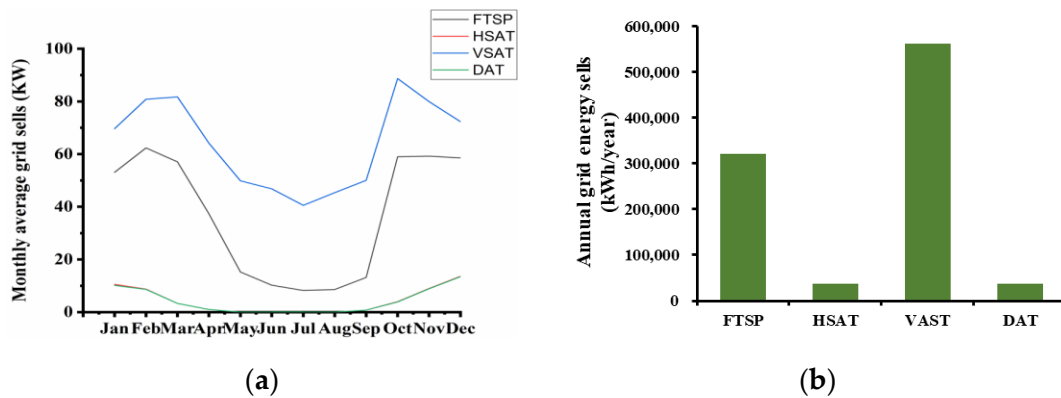 FTSP
HSAT
VSAT
DAT
Monthly average grid sells (KW)
100
80
60
40
20
0
Jan Feb Mar Apr May Jun Jul Aug Sep Oct Nov Dec
(a)
Annual grid energy sells
(kWh/year)
600,000
500,000
400,000
300,000
200,000
100,000
0
FTSP HSAT VAST DAT
(b)